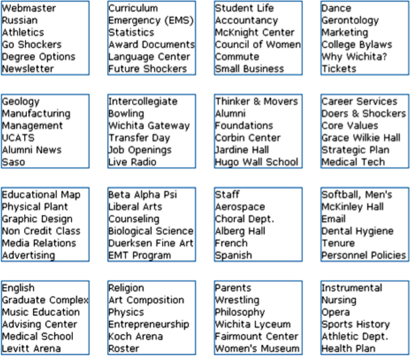 Webmaster
Russian
Athletics
Go Shockers
Degree Options
Newsletter
Curriculum
Emergency (EMS)
Statistics
Award Documents
Language Center
Future Shockers
Student Life
Accountancy
McKnight Center
Council of Women
Commute
Small Business
Dance
Gerontology
Marketing
College Bylaws
Why Wichita?
Tickets
Geology
Manufacturing
Management
UCATS
Alumni News
Saso
Intercollegiate
Bowling
Wichita Gateway
Transfer Day
Job Openings
Live Radio
Thinker & Movers
Alumni
Foundations
Corbin Center
Jardine Hall
Hugo Wall School
Career Services
Doers & Shockers
Core Values
Grace Wilkie Hall
Strategic Plan
Medical Tech
Educational Map
Physical Plant
Graphic Design
Non Credit Class
Media Relations
Advertising
Beta Alpha Psi
Liberal Arts
Counseling
Biological Science
Duerksen Fine Art
EMT Program
Staff
Aerospace
Choral Dept.
Alberg Hall
French
Spanish
Softball, Men's
McKinley Hall
Email
Dental Hygiene
Tenure
Personnel Policies
English
Graduate Complex
Music Education
Advising Center
Medical School
Levitt Arena
Religion
Art Composition
Physics
Entrepreneurship
Koch Arena
Roster
Parents
Wrestling
Philosophy
Wichita Lyceum
Fairmount Center
Women's Museum
Instrumental
Nursing
Opera
Sports History
Athletic Dept.
Health Plan